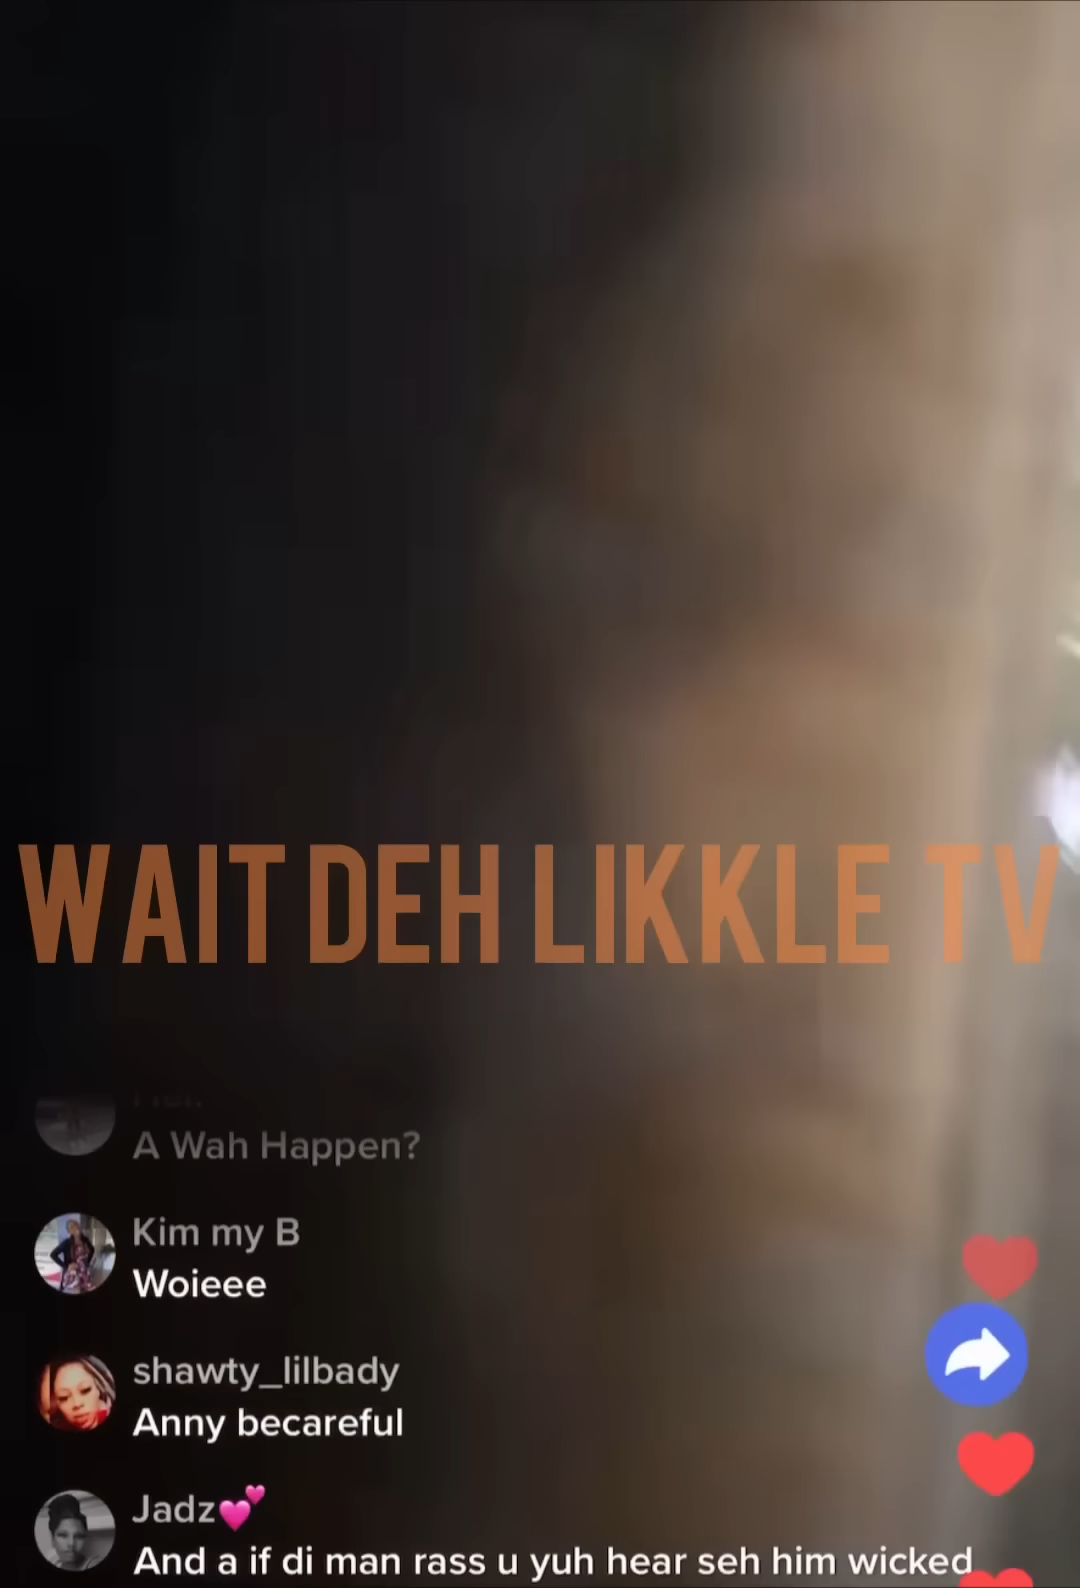 WAIT DEH LIKKLE TV
A Wah Happen?
Kim my B
Woieee
shawty_lilbady
Anny becareful
Jadz💕
And a if di man rass u yuh hear seh him wicked